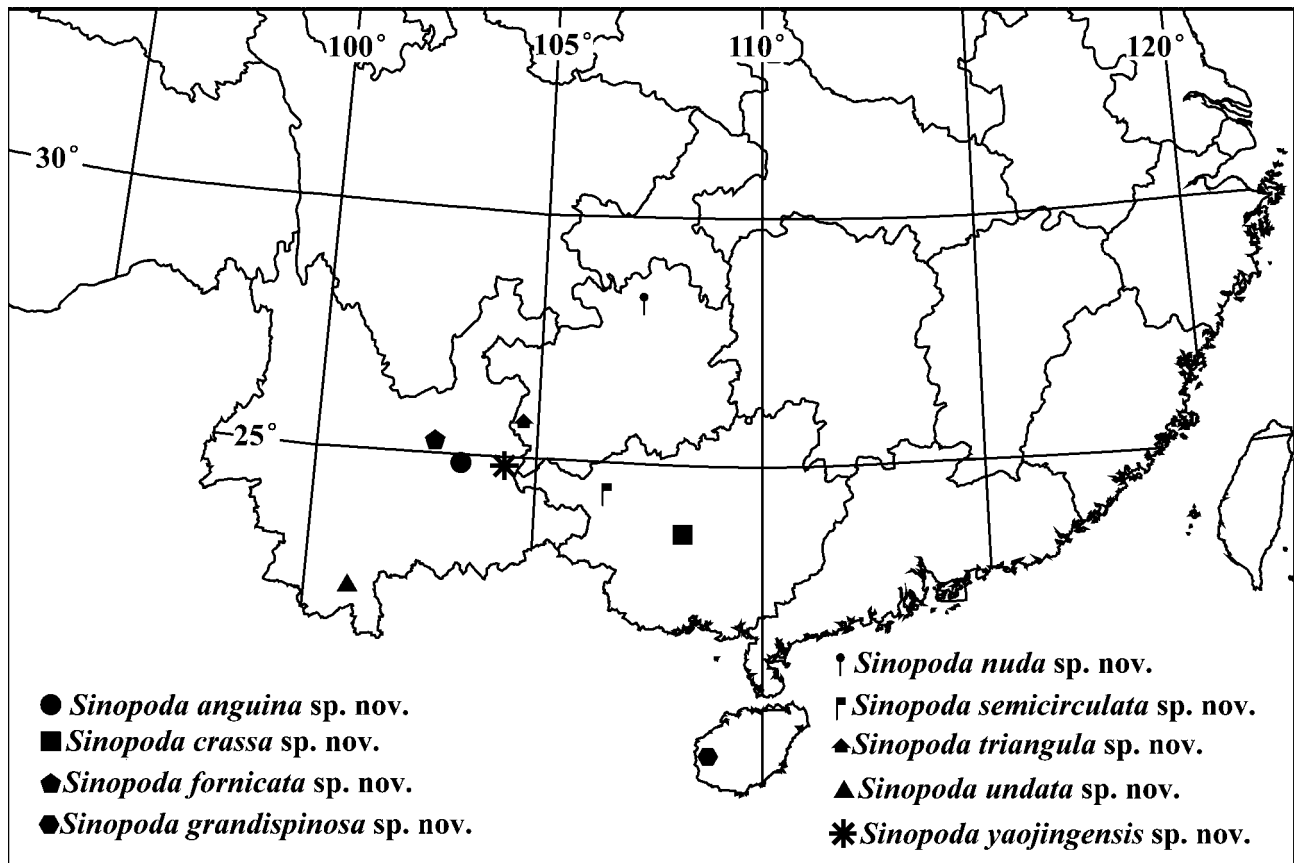 100°
105°
110°
120°
30°
25°
Sinopoda anguina sp. nov.
Sinopoda crassa sp. nov.
Sinopoda fornicata sp. nov.
Sinopoda grandispinosa sp. nov.
Sinopoda nuda sp. nov.
Sinopoda semicirculata sp. nov.
Sinopoda triangula sp. nov.
Sinopoda undata sp. nov.
Sinopoda yaojingensis sp. nov.